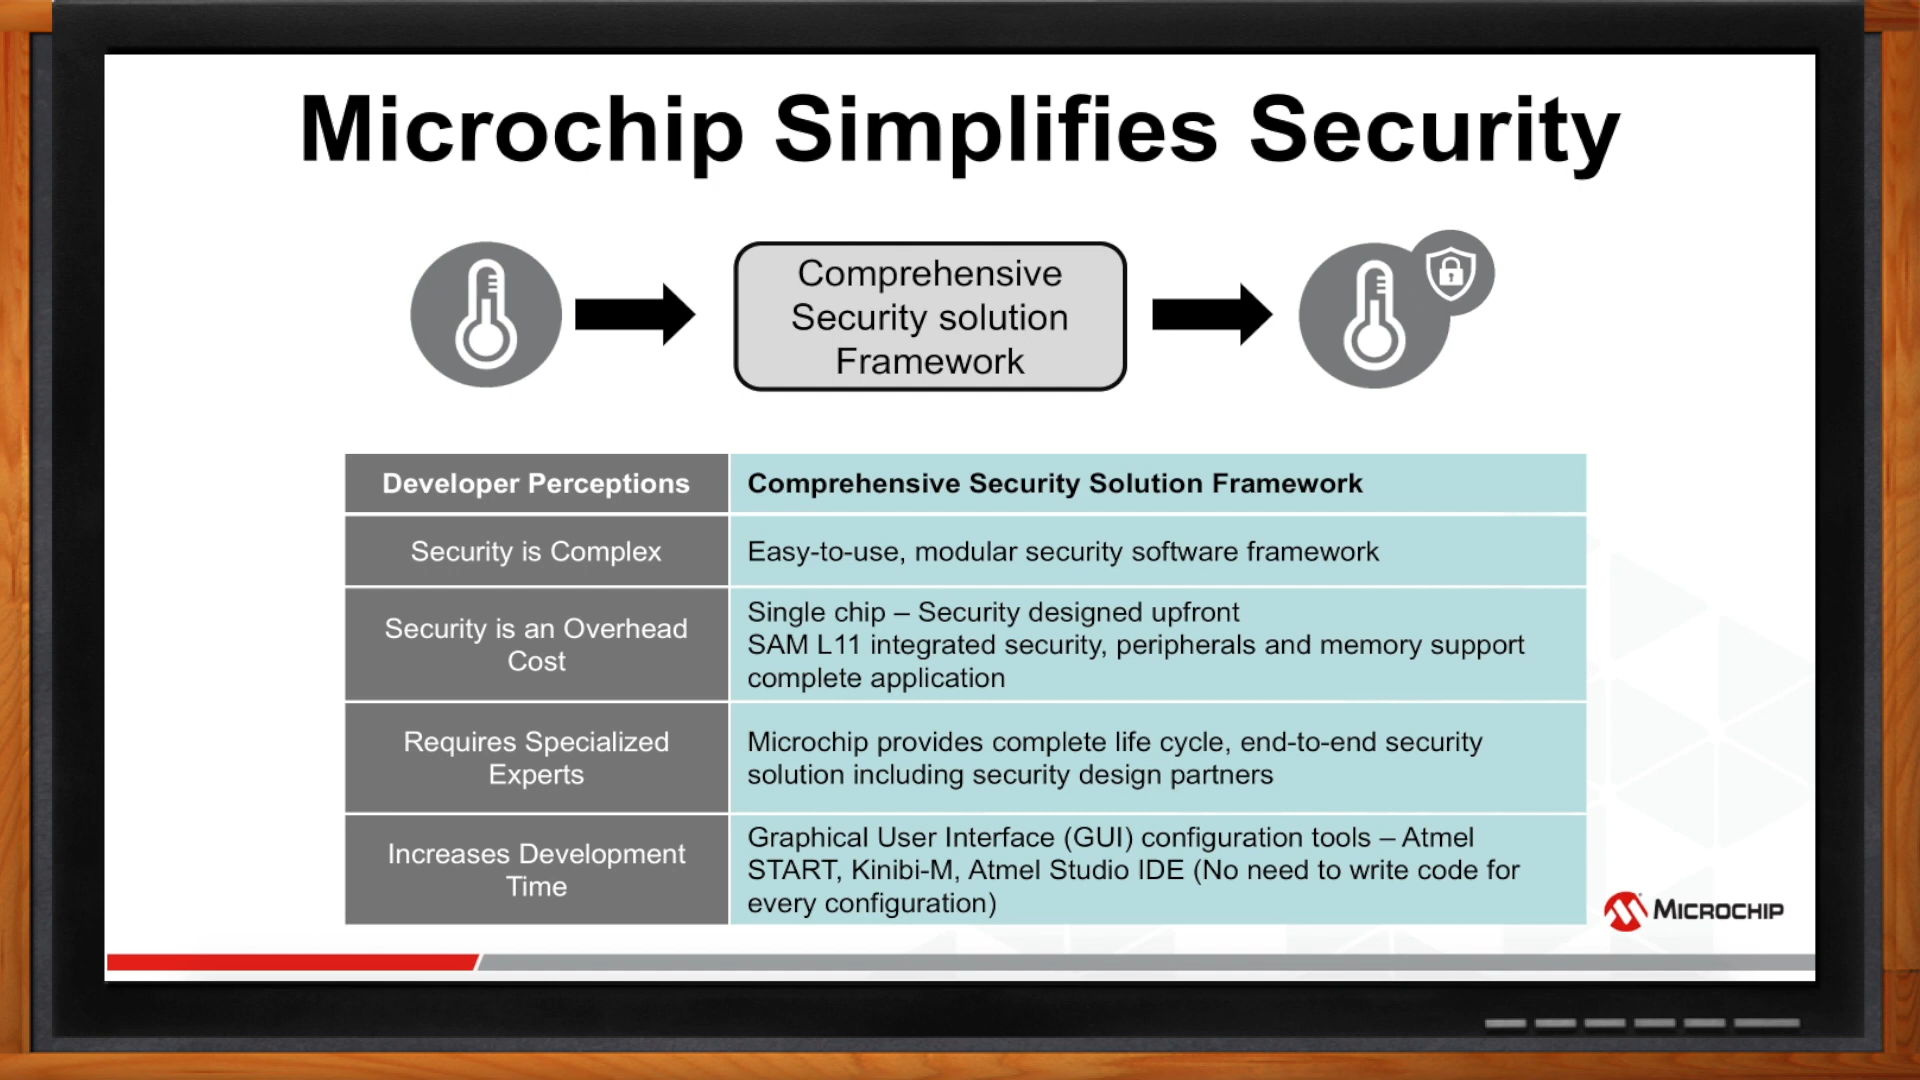 Microchip Simplifies Security
Comprehensive
Security solution
Framework
Developer Perceptions
Comprehensive Security Solution Framework
Security is Complex
Easy-to-use, modular security software framework
Security is an Overhead
Cost
Single chip – Security designed upfront
SAM L11 integrated security, peripherals and memory support
complete application
Requires Specialized
Experts
Microchip provides complete life cycle, end-to-end security
solution including security design partners
Increases Development
Time
Graphical User Interface (GUI) configuration tools – Atmel
START, Kinibi-M, Atmel Studio IDE (No need to write code for
every configuration)
MICROCHIP